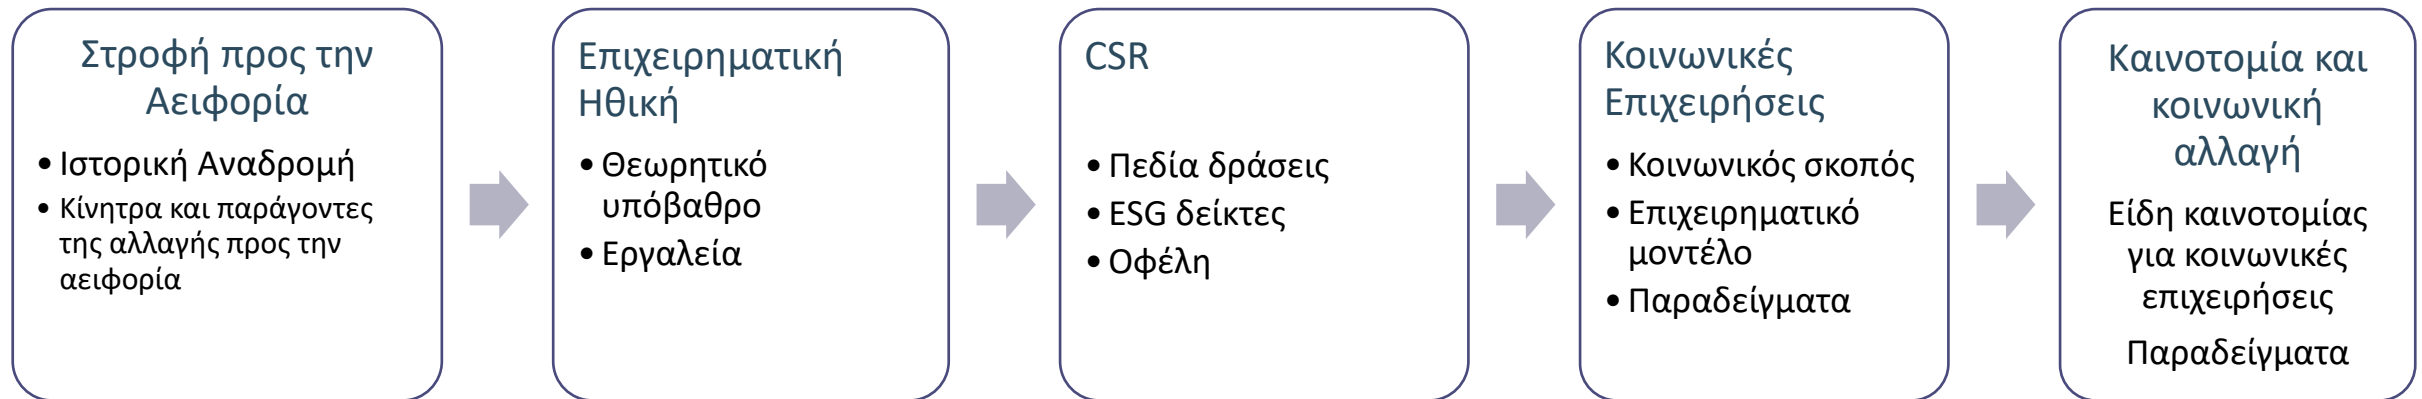 Στροφή προς την
Αειφορία
• Ιστορική Αναδρομή
• Κίνητρα και παράγοντες
της αλλαγής προς την
αειφορία
Επιχειρηματική
Ηθική
• Θεωρητικό
υπόβαθρο
• Εργαλεία
CSR
• Πεδία δράσεις
• ESG δείκτες
• Οφέλη
Κοινωνικές
Επιχειρήσεις
• Κοινωνικός σκοπός
• Επιχειρηματικό
μοντέλο
• Παραδείγματα
Καινοτομία και
κοινωνική
αλλαγή
Είδη καινοτομίας
για κοινωνικές
επιχειρήσεις
Παραδείγματα